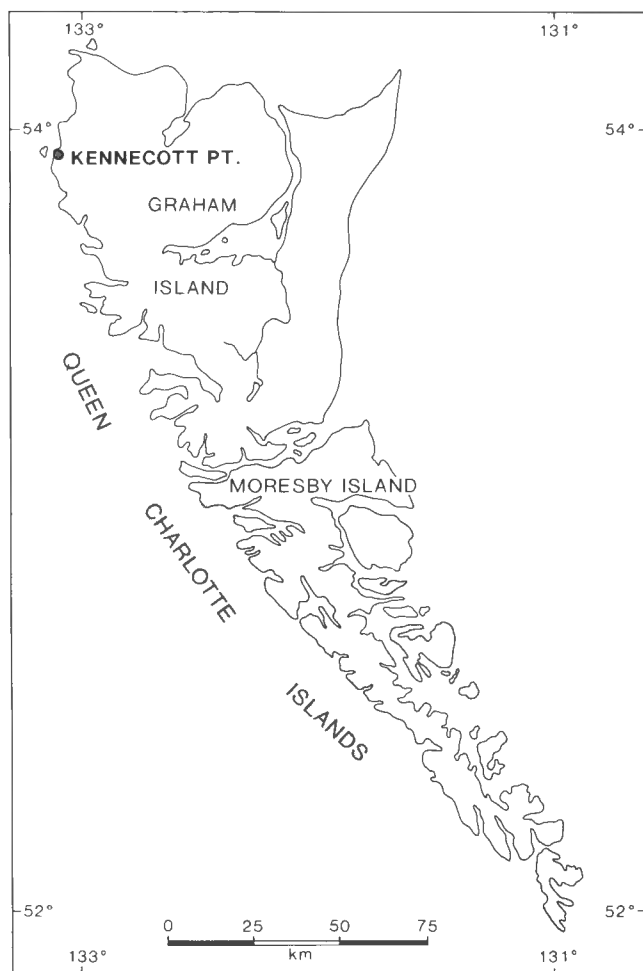 133°
131°
54°
54°
KENNECOTT PT.
GRAHAM
ISLAND
QUEEN
MORESBY ISLAND
CHARLOTTE
ISLANDS
52°
52°
0 25 50 75
km
133°
131°